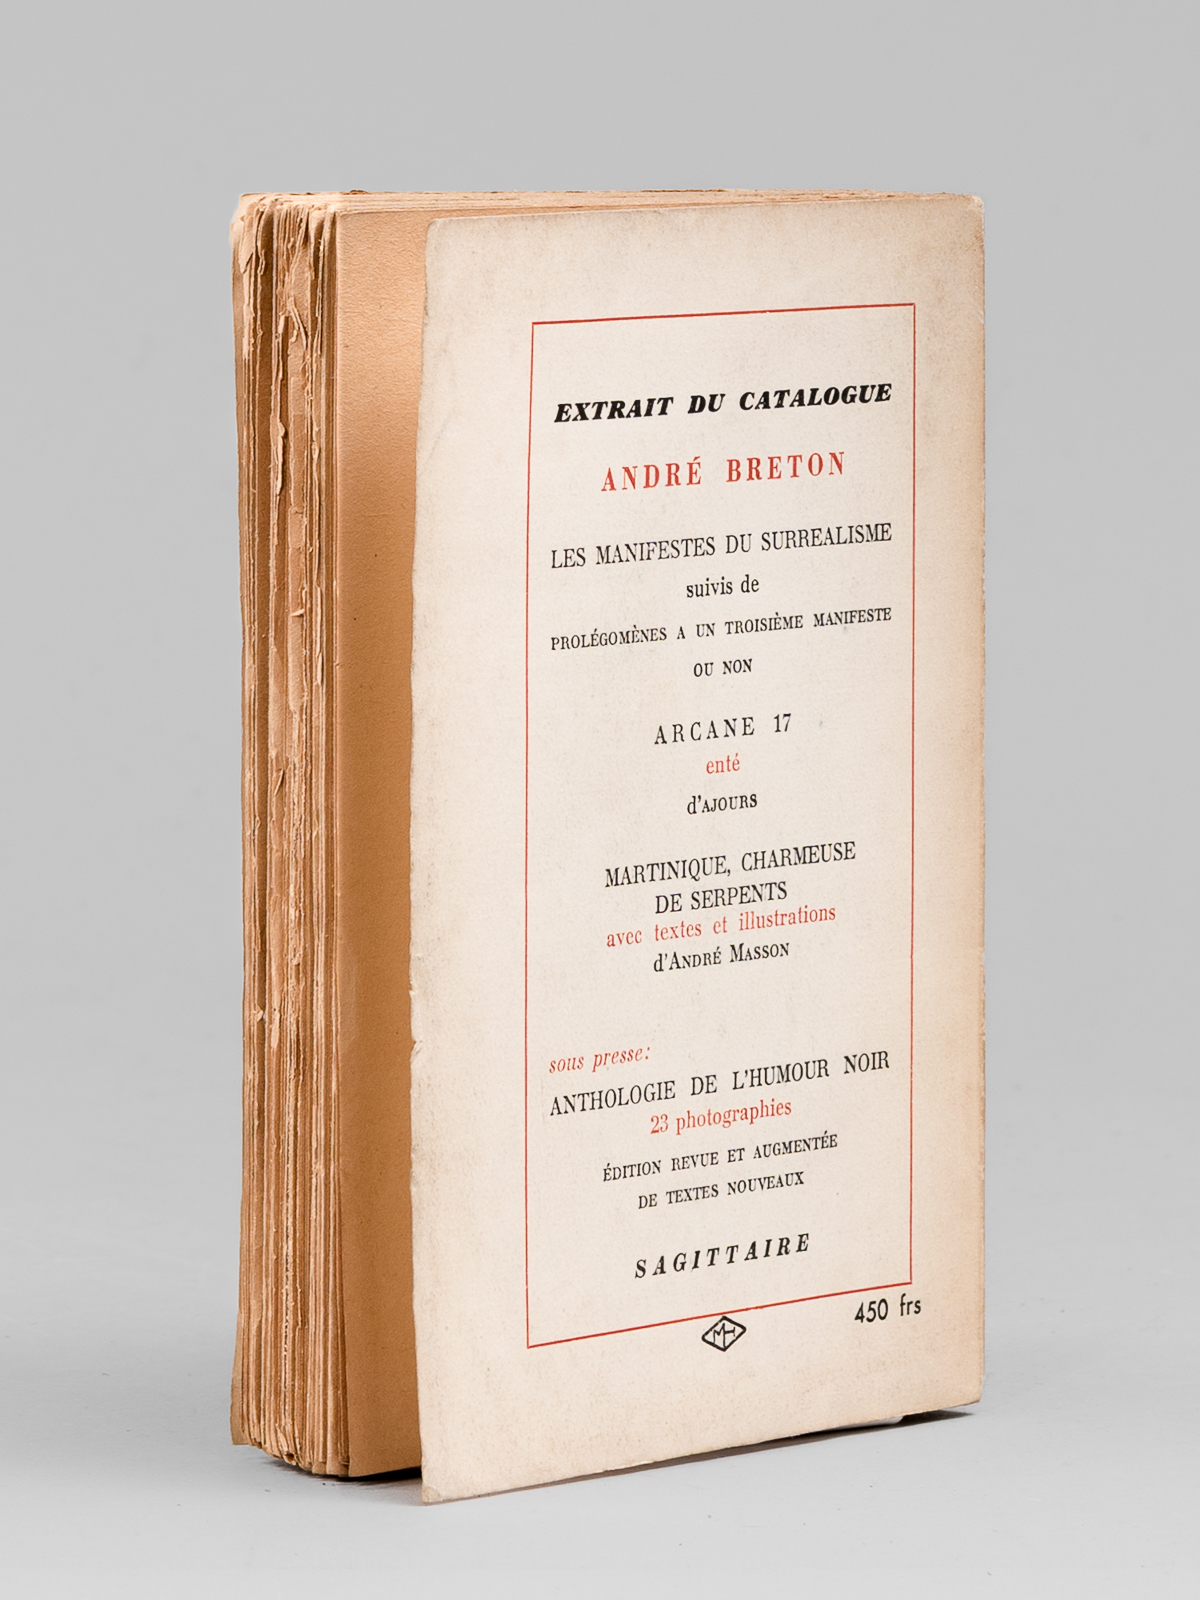 EXTRAIT DU CATALOGUE
ANDRÉ BRETON
LES MANIFESTES DU SURREALISME
suivis de
PROLÉGOMÈNES A UN TROISIÈME MANIFESTE
OU NON
ARCANE 17
enté
d'AJOURS
MARTINIQUE, CHARMEUSE
DE SERPENTS
avec textes et illustrations
d'ANDRÉ MASSON
sous presse:
ANTHOLOGIE DE L'HUMOUR NOIR
23 photographies
ÉDITION REVUE ET AUGMENTÉE
DE TEXTES NOUVEAUX
SAGITTAIRE
450 frs
MH